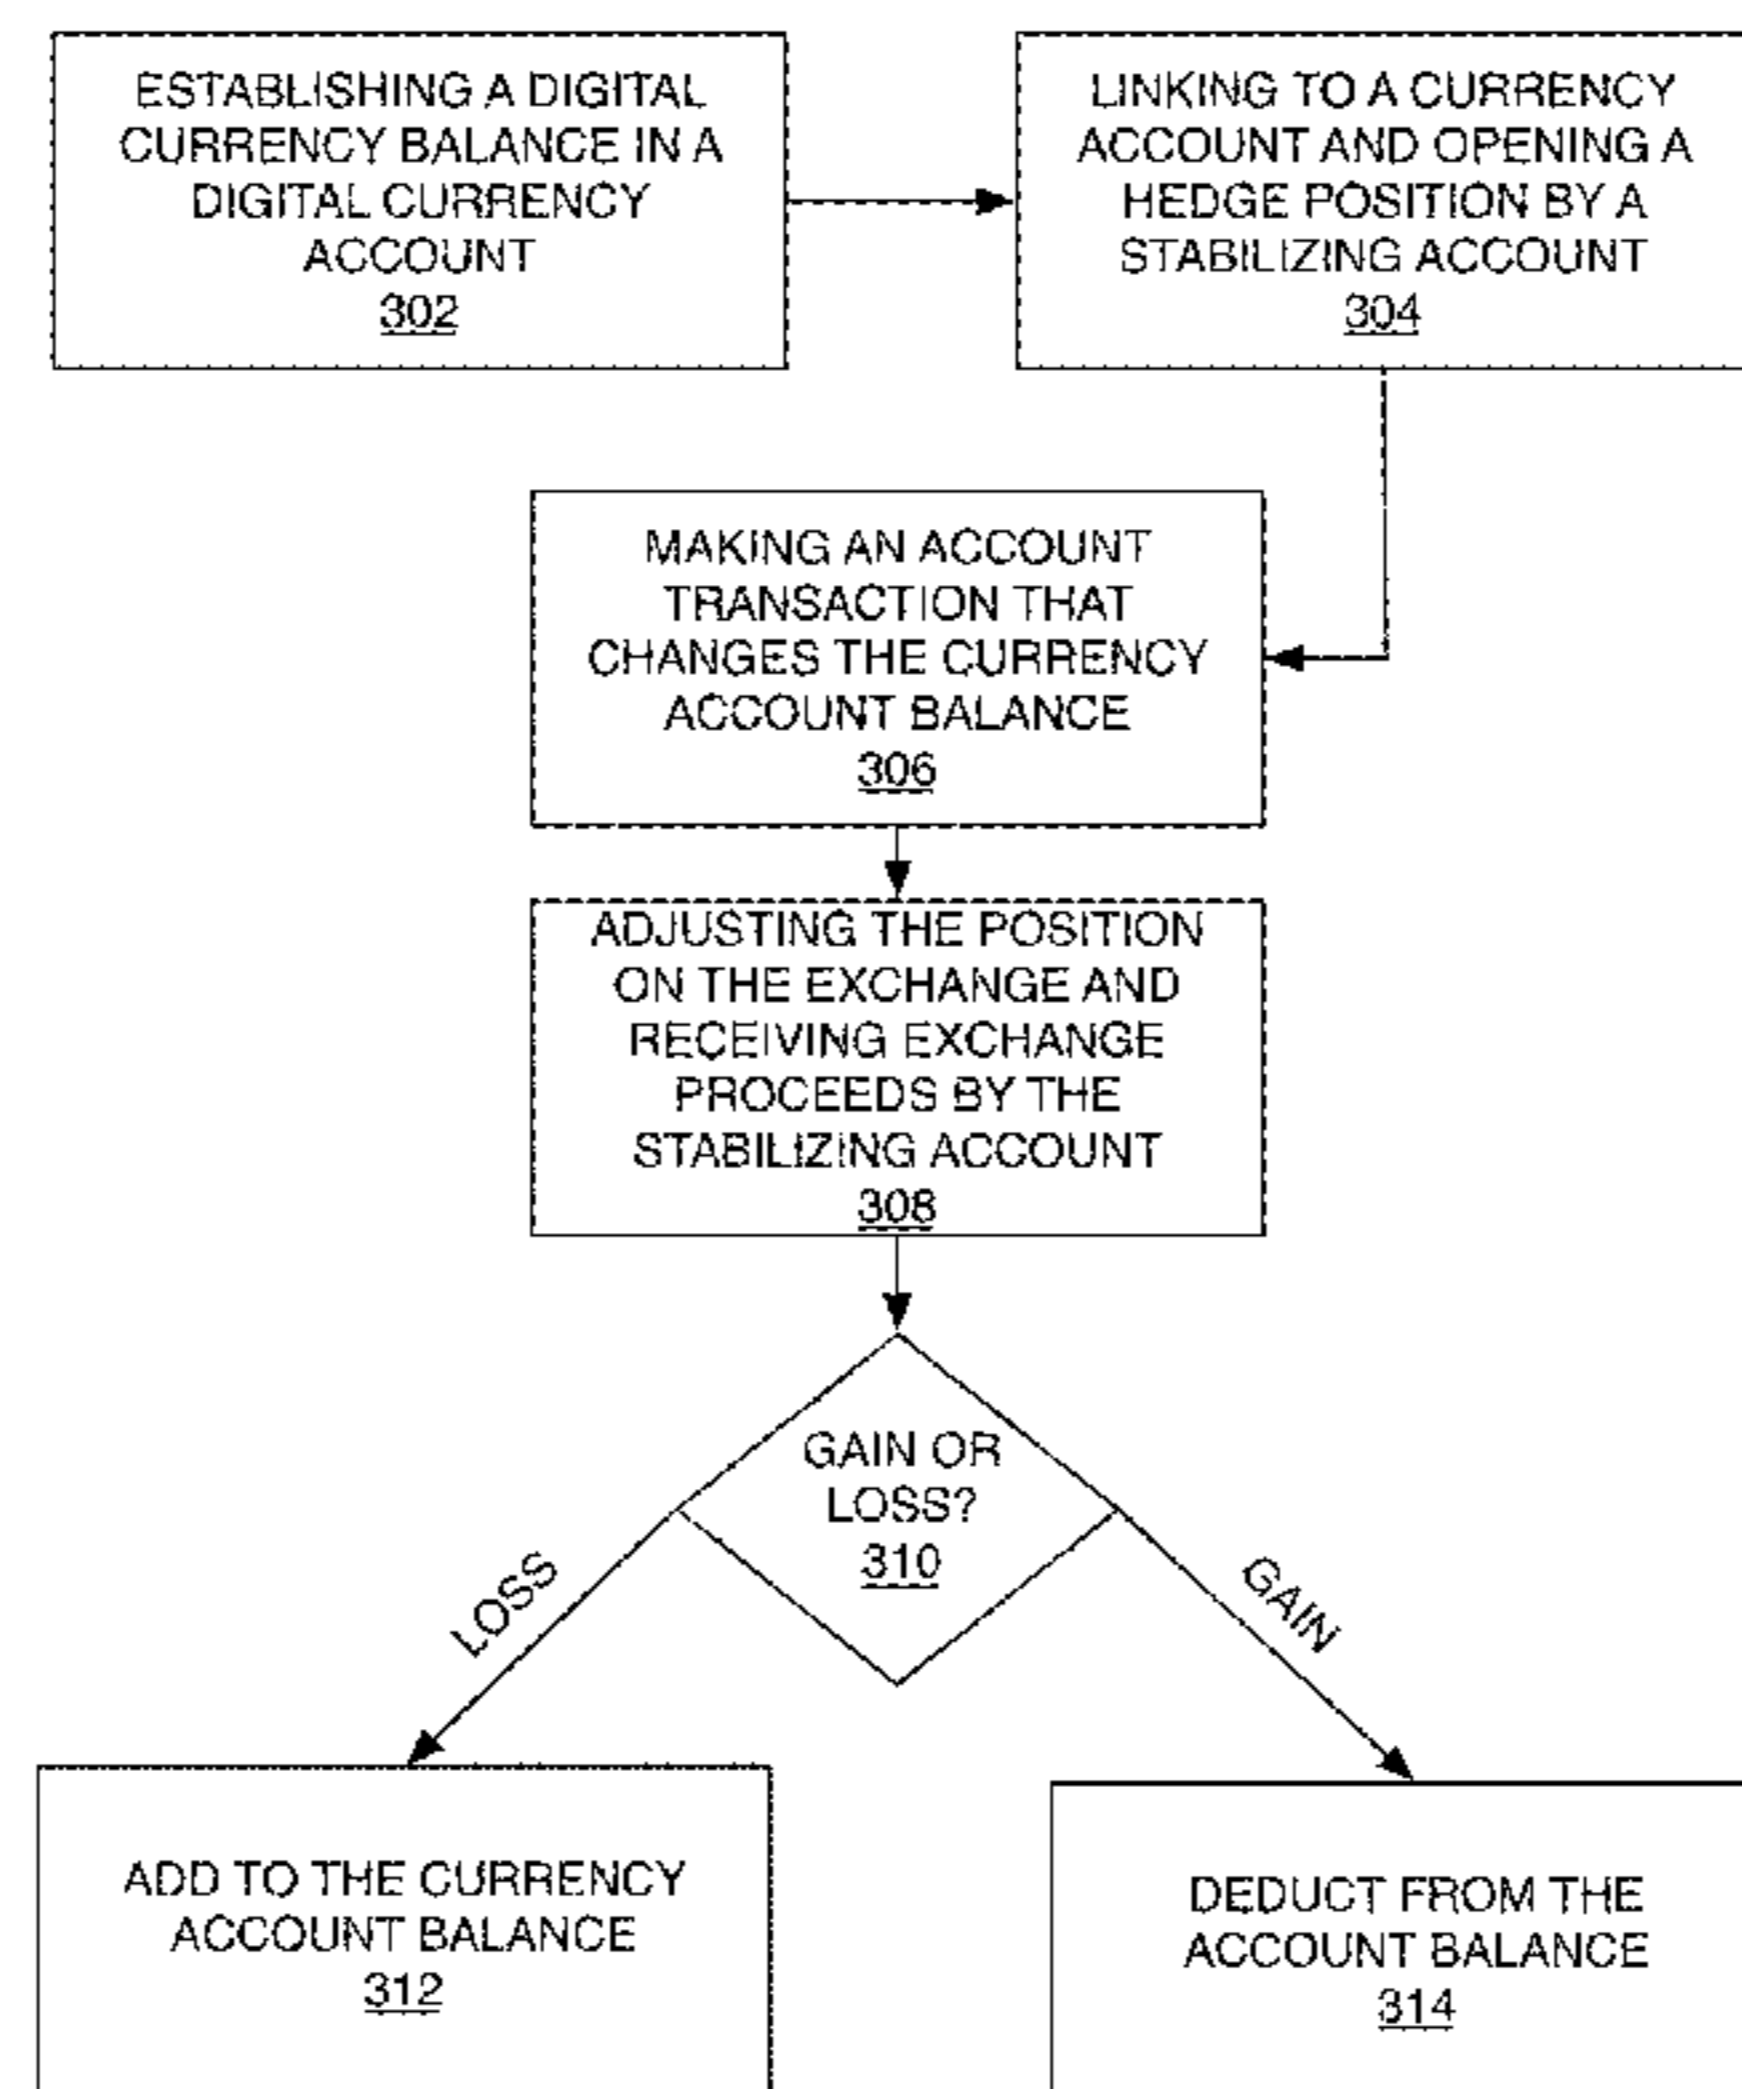 ESTABLISHING A DIGITAL
CURRENCY BALANCE IN A
DIGITAL CURRENCY
ACCOUNT
302
LINKING TO A CURRENCY
ACCOUNT AND OPENING A
HEDGE POSITION BY A
STABILIZING ACCOUNT
304
MAKING AN ACCOUNT
TRANSACTION THAT
CHANGES THE CURRENCY
ACCOUNT BALANCE
306
ADJUSTING THE POSITION
ON THE EXCHANGE AND
RECEIVING EXCHANGE
PROCEEDS BY THE
STABILIZING ACCOUNT
308
GAIN OR
LOSS?
310
LOSS
GAIN
ADD TO THE CURRENCY
ACCOUNT BALANCE
312
DEDUCT FROM THE
ACCOUNT BALANCE
314